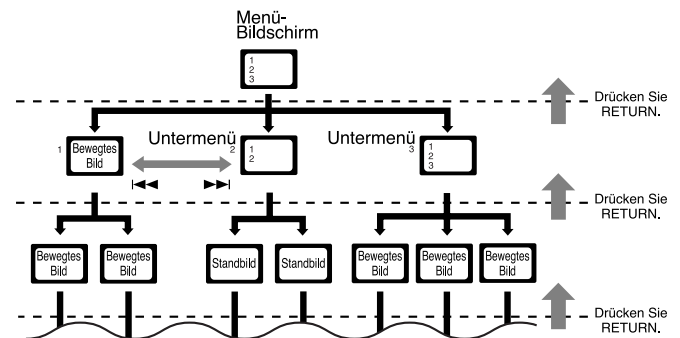 Menü-
Bildschirm
1
2
3
Drücken Sie
RETURN.
1
Bewegtes
Bild
Untermenü
2
1
2
Untermenü
3
1
2
3
Drücken Sie
RETURN.
Bewegtes
Bild
Bewegtes
Bild
Standbild
Standbild
Bewegtes
Bild
Bewegtes
Bild
Bewegtes
Bild
Drücken Sie
RETURN.